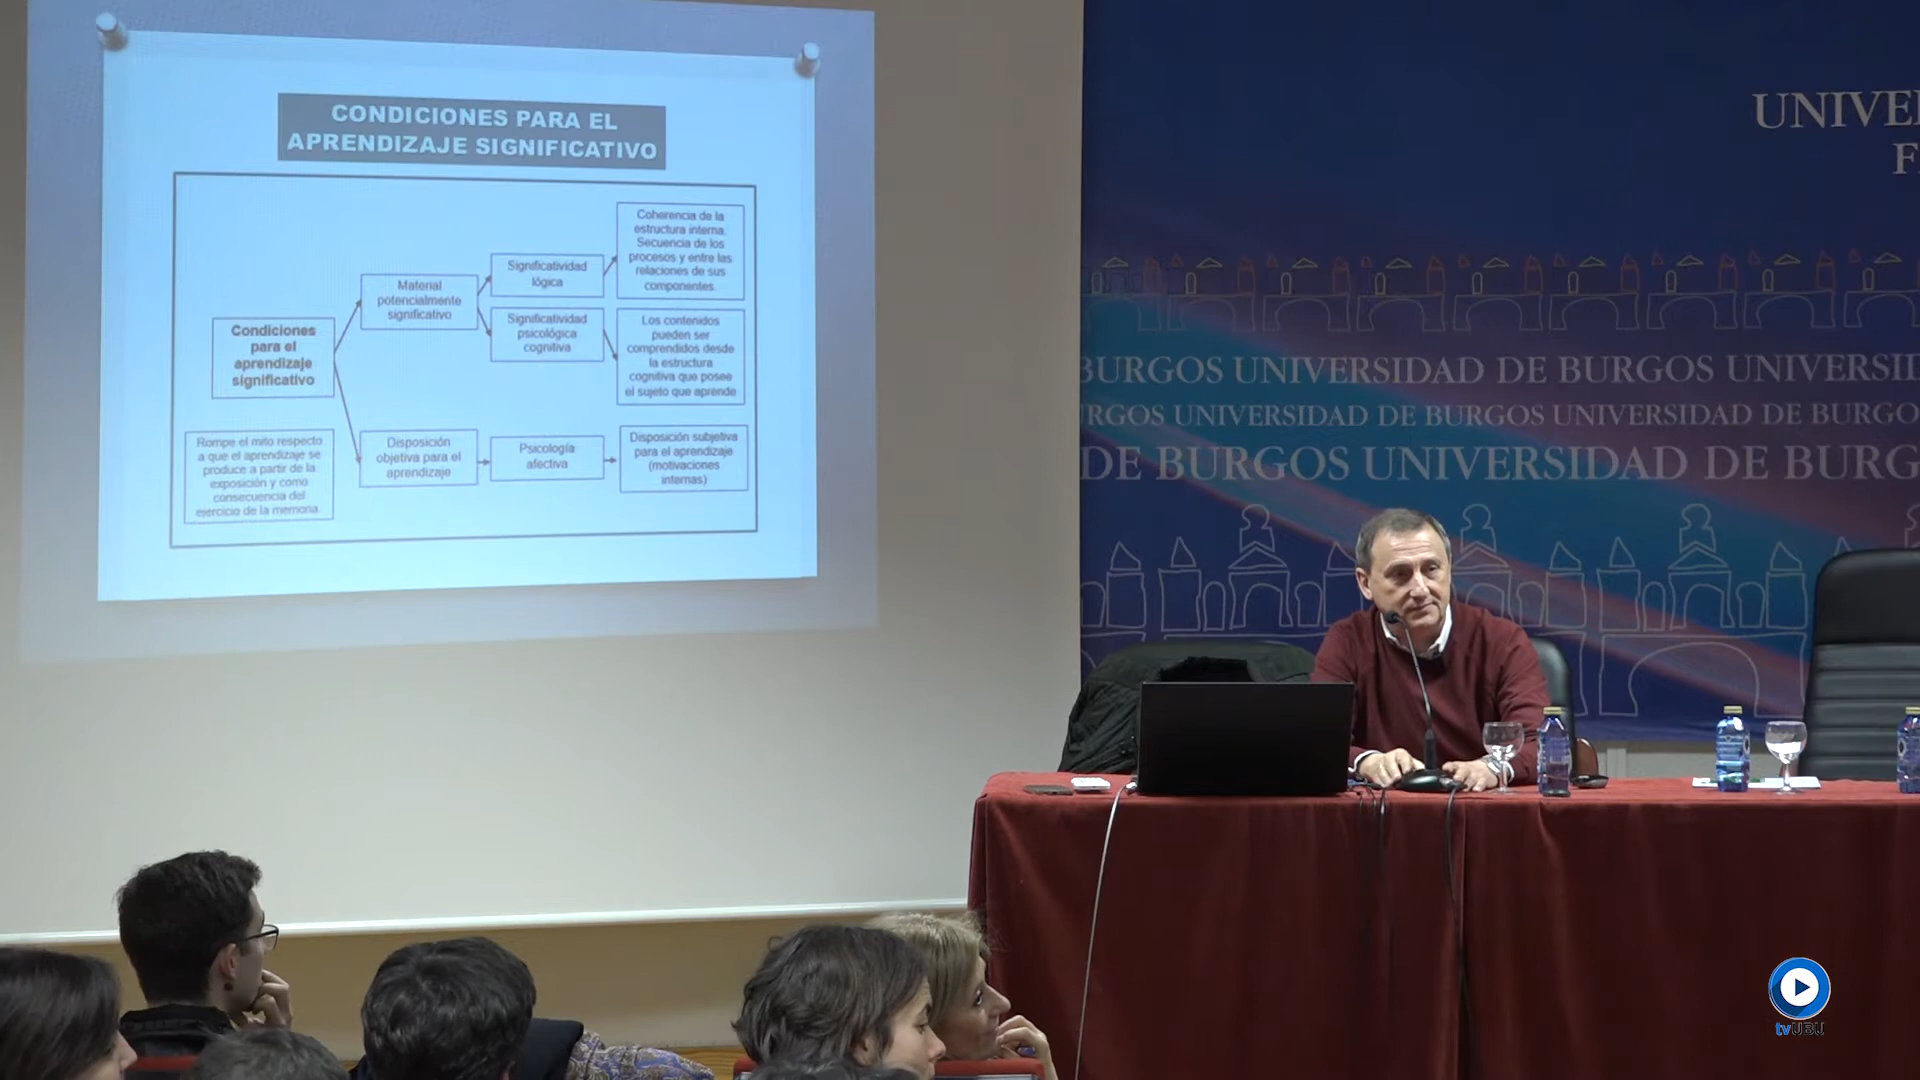 CONDICIONES PARA EL
APRENDIZAJE SIGNIFICATIVO
Condiciones
para el
aprendizaje
significativo
Rompe el mito respecto
a que el aprendizaje se
produce a partir de la
exposición y como
consecuencia del
ejercicio de la memoria.
Material
potencialmente
significativo
Disposición
objetiva para el
aprendizaje
Significatividad
lógica
Significatividad
psicológica
cognitiva
Psicología
afectiva
Coherencia de la
estructura interna.
Secuencia de los
procesos y entre las
relaciones de sus
componentes.
Los contenidos
pueden ser
comprendidos desde
la estructura
cognitiva que posee
el sujeto que aprende
Disposición subjetiva
para el aprendizaje
(motivaciones
internas)
UNIVE
F
BURGOS UNIVERSIDAD DE BURGOS UNIVERSI
RGOS UNIVERSIDAD DE BURGOS UNIVERSIDAD DE BURGO
DE BURGOS UNIVERSIDAD DE BURG
tvUBU